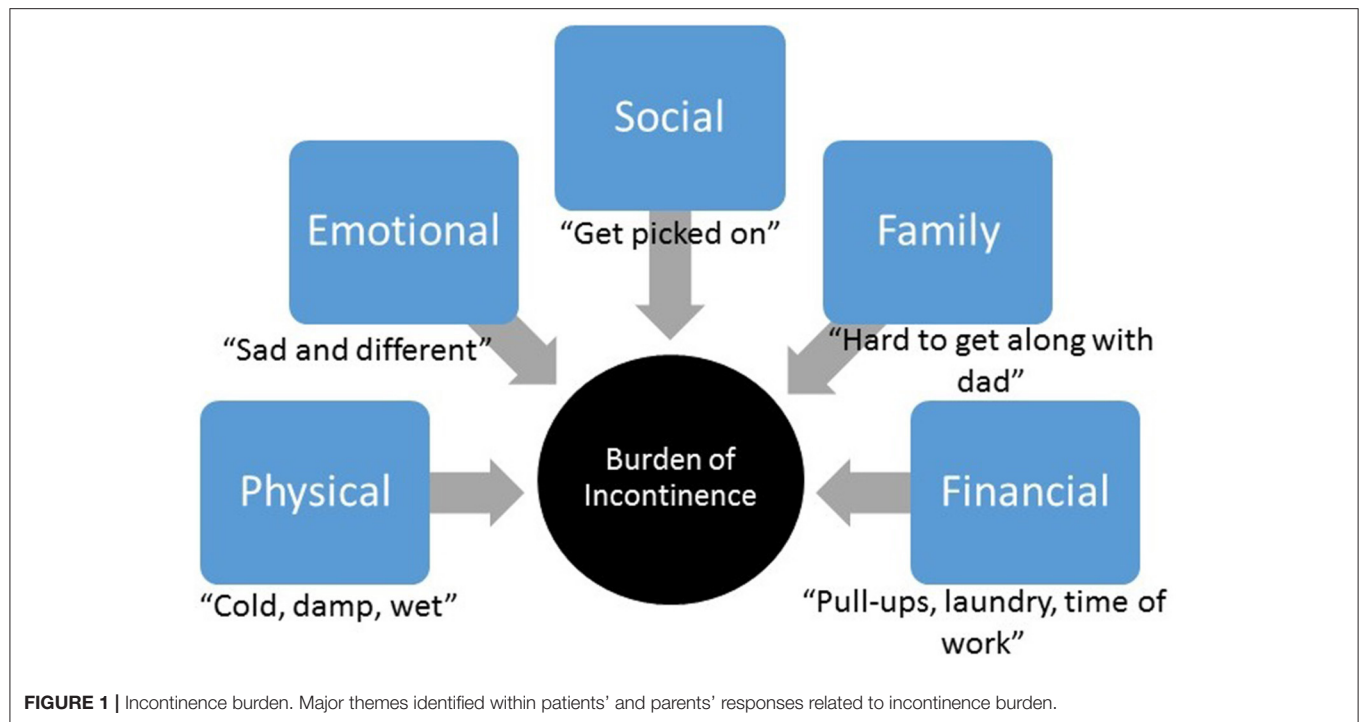 Social
“Get picked on”
Emotional
“Sad and different”
Family
“Hard to get along with
dad”
Physical
“Cold, damp, wet”
Burden of
Incontinence
Financial
“Pull-ups, laundry, time of
work”
FIGURE 1 | Incontinence burden. Major themes identified within patients’ and parents’ responses related to incontinence burden.